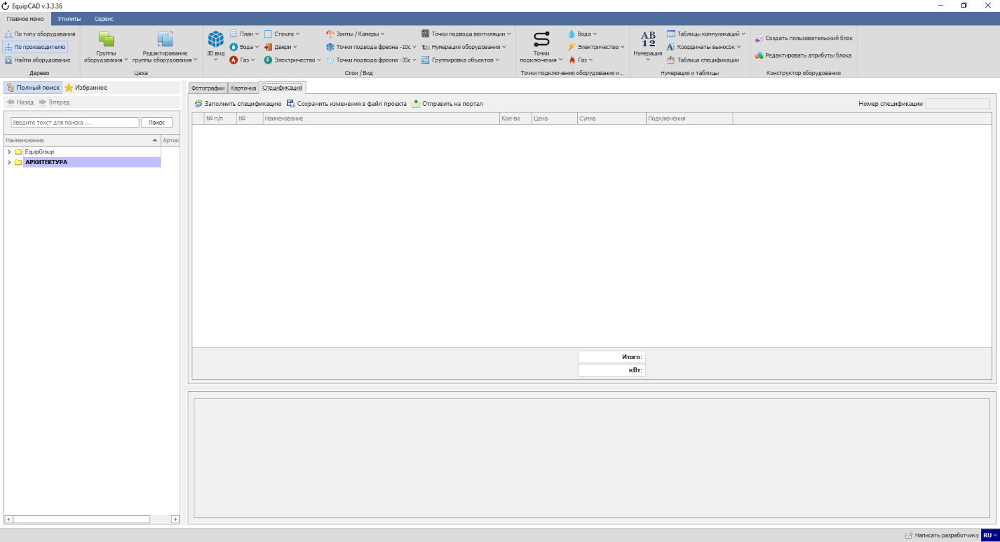 EquipCAD v.3.3.36
Главное меню Утилиты Сервис
По типу оборудования
По производителю
Найти оборудование
Дерево
Группы
оборудования
Редактирование
группы оборудования
Цеха
3D вид
План Стекло Зонты / Камеры Точки подвода вентиляции
Вода Двери Точки подвода фреона -10с 123 Нумерация оборудования
Газ Электричество Точки подвода фреона -35с Группировка объектов
Слои / Вид
Точки
подключения
Вода
Электричество
Газ
Точки подключения оборудования и...
AB
12
Нумерация
Таблицы коммуникаций
Координаты выносок
Таблица спецификации
Нумерация и таблицы
Создать пользовательский блок
Редактировать атрибуты блока
Конструктор оборудования
Полный поиск Избранное
Назад Вперед
Введите текст для поиска ... Поиск
Наименование Артик
EquipGroup
АРХИТЕКТУРА
Фотографии Карточка Спецификация
Заполнить спецификацию Сохранить изменения в файл проекта Отправить на портал Номер спецификации
№ п/п № Наименование Кол-во Цена Сумма Подключения
Итого:
кВт:
Написать разработчику RU